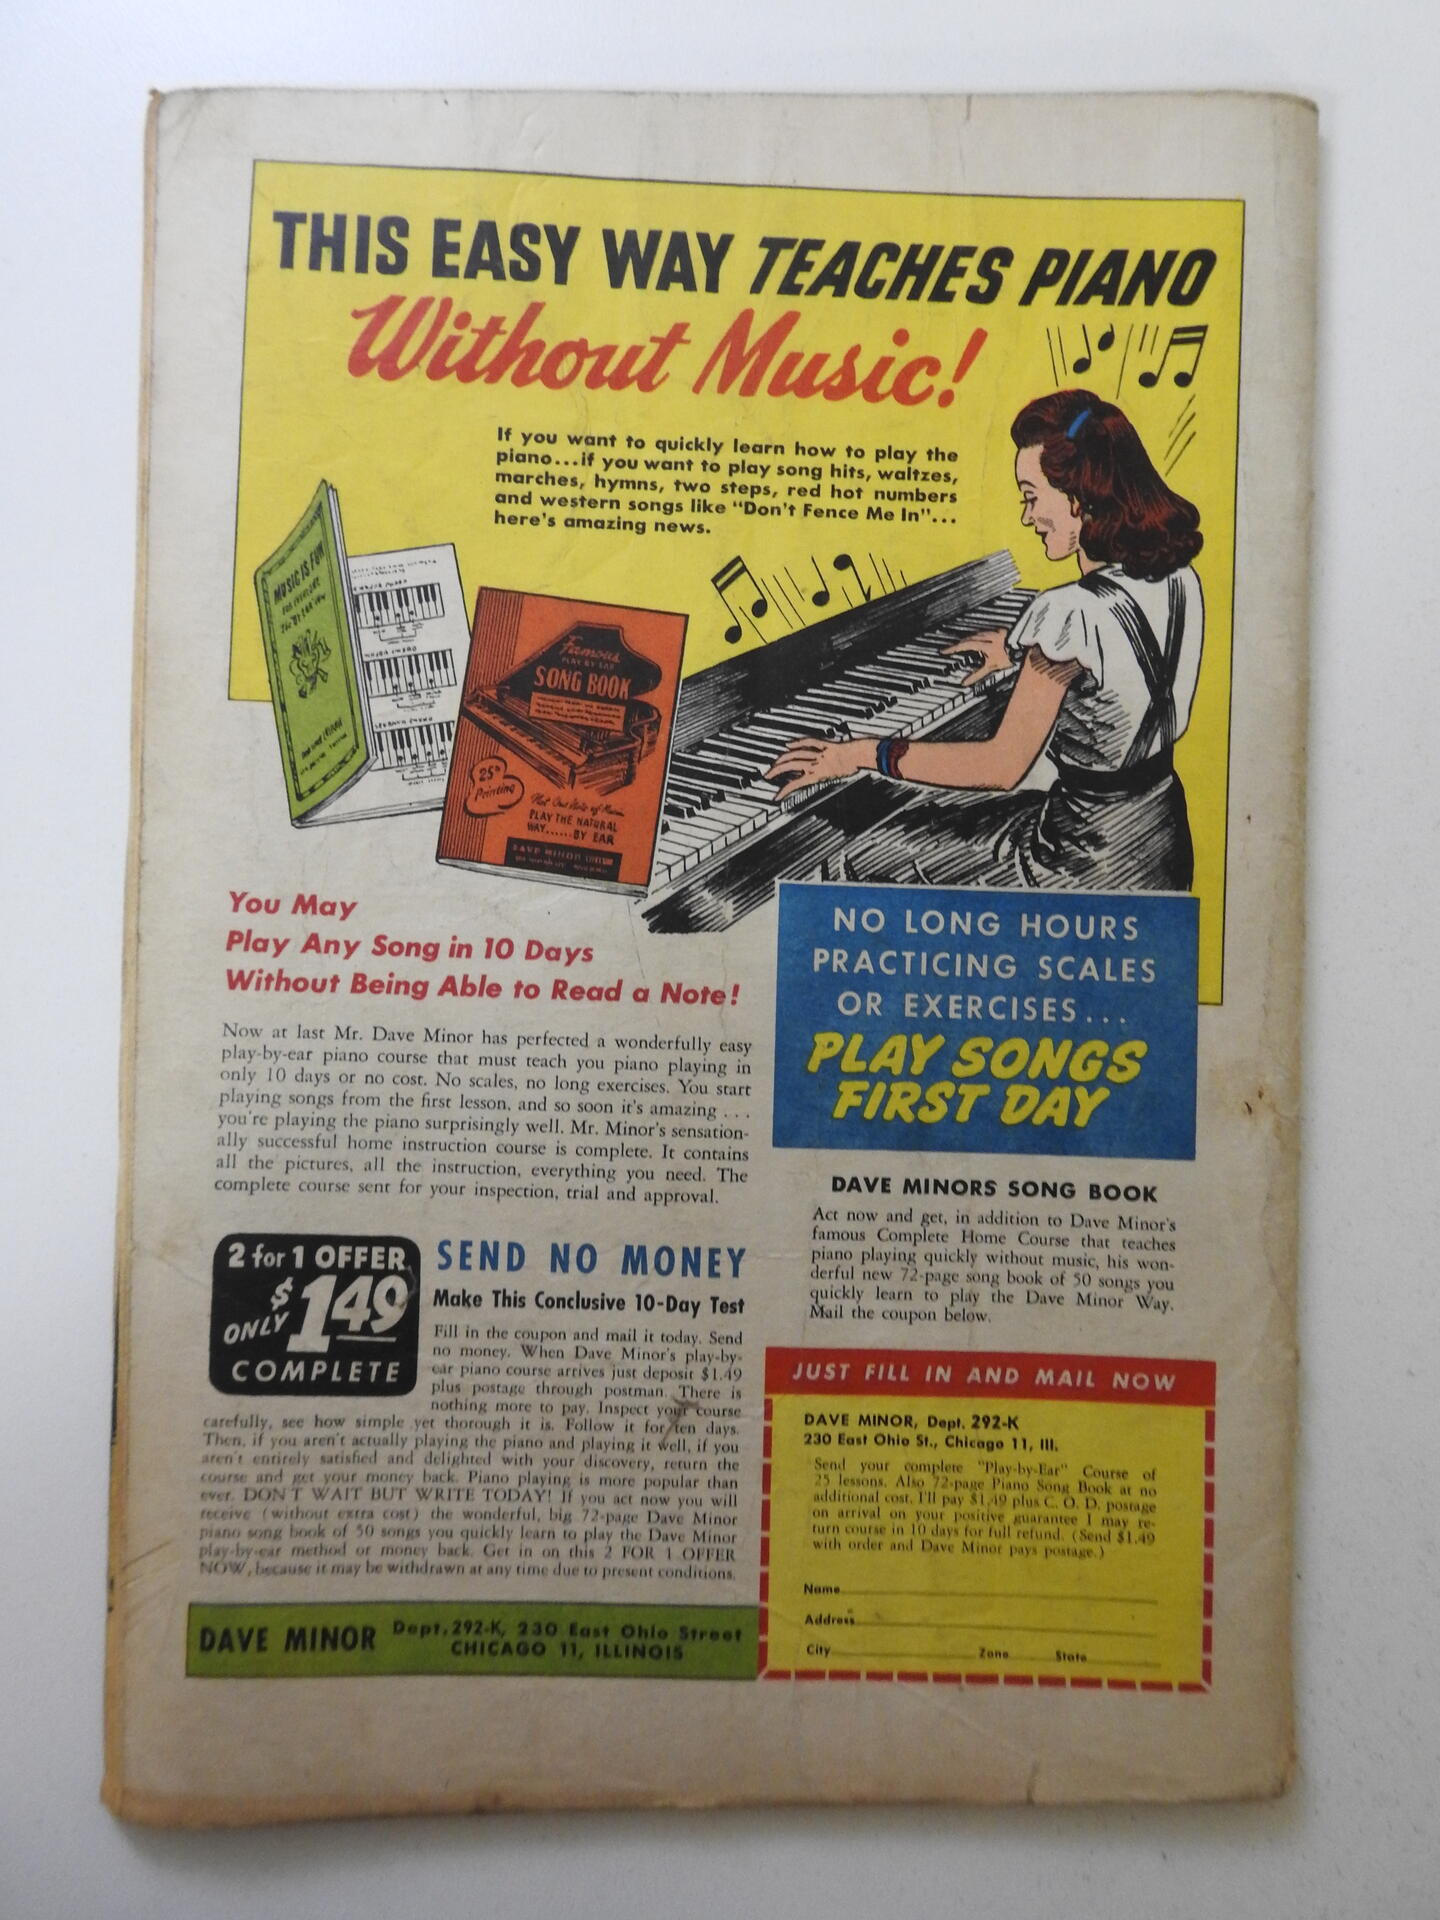 THIS EASY WAY TEACHES PIANO
Without Music!
If you want to quickly learn how to play the
piano...if you want to play song hits, waltzes,
marches, hymns, two steps, red hot numbers
and western songs like "Don't Fence Me In"...
here's amazing news.
MUSIC IS FUN
FOR EVERYONE
The "BY EAR" WAY
Famous
PLAY BY EAR
SONG BOOK
25th
Printing
Not One Note of Music
PLAY THE NATURAL
WAY......BY EAR
DAVE MINOR
You May
Play Any Song in 10 Days
Without Being Able to Read a Note!
Now at last Mr. Dave Minor has perfected a wonderfully easy
play-by-ear piano course that must teach you piano playing in
only 10 days or no cost. No scales, no long exercises. You start
playing songs from the first lesson, and so soon it's amazing . . .
you're playing the piano surprisingly well. Mr. Minor's sensation-
ally successful home instruction course is complete. It contains
all the pictures, all the instruction, everything you need. The
complete course sent for your inspection, trial and approval.
2 for 1 OFFER
ONLY $1.49
COMPLETE
SEND NO MONEY
Make This Conclusive 10-Day Test
Fill in the coupon and mail it today. Send
no money. When Dave Minor's play-by-
ear piano course arrives just deposit $1.49
plus postage through postman. There is
nothing more to pay. Inspect your course
carefully, see how simple yet thorough it is. Follow it for ten days.
Then, if you aren't actually playing the piano and playing it well, if you
aren't entirely satisfied and delighted with your discovery, return the
course and get your money back. Piano playing is more popular than
ever. DON'T WAIT BUT WRITE TODAY! If you act now you will
receive (without extra cost) the wonderful, big 72-page Dave Minor
piano song book of 50 songs you quickly learn to play the Dave Minor
play-by-ear method or money back. Get in on this 2 FOR 1 OFFER
NOW, because it may be withdrawn at any time due to present conditions.
DAVE MINOR Dept. 292-K, 230 East Ohio Street
CHICAGO 11, ILLINOIS
NO LONG HOURS
PRACTICING SCALES
OR EXERCISES...
PLAY SONGS
FIRST DAY
DAVE MINORS SONG BOOK
Act now and get, in addition to Dave Minor's
famous Complete Home Course that teaches
piano playing quickly without music, his won-
derful new 72-page song book of 50 songs you
quickly learn to play the Dave Minor Way.
Mail the coupon below.
JUST FILL IN AND MAIL NOW
DAVE MINOR, Dept. 292-K
230 East Ohio St., Chicago 11, Ill.
Send your complete "Play-by-Ear" Course of
25 lessons. Also 72-page Piano Song Book at no
additional cost. I'll pay $1.49 plus C. O. D. postage
on arrival on your positive guarantee I may re-
turn course in 10 days for full refund. (Send $1.49
with order and Dave Minor pays postage.)
Name
Address
City Zone State